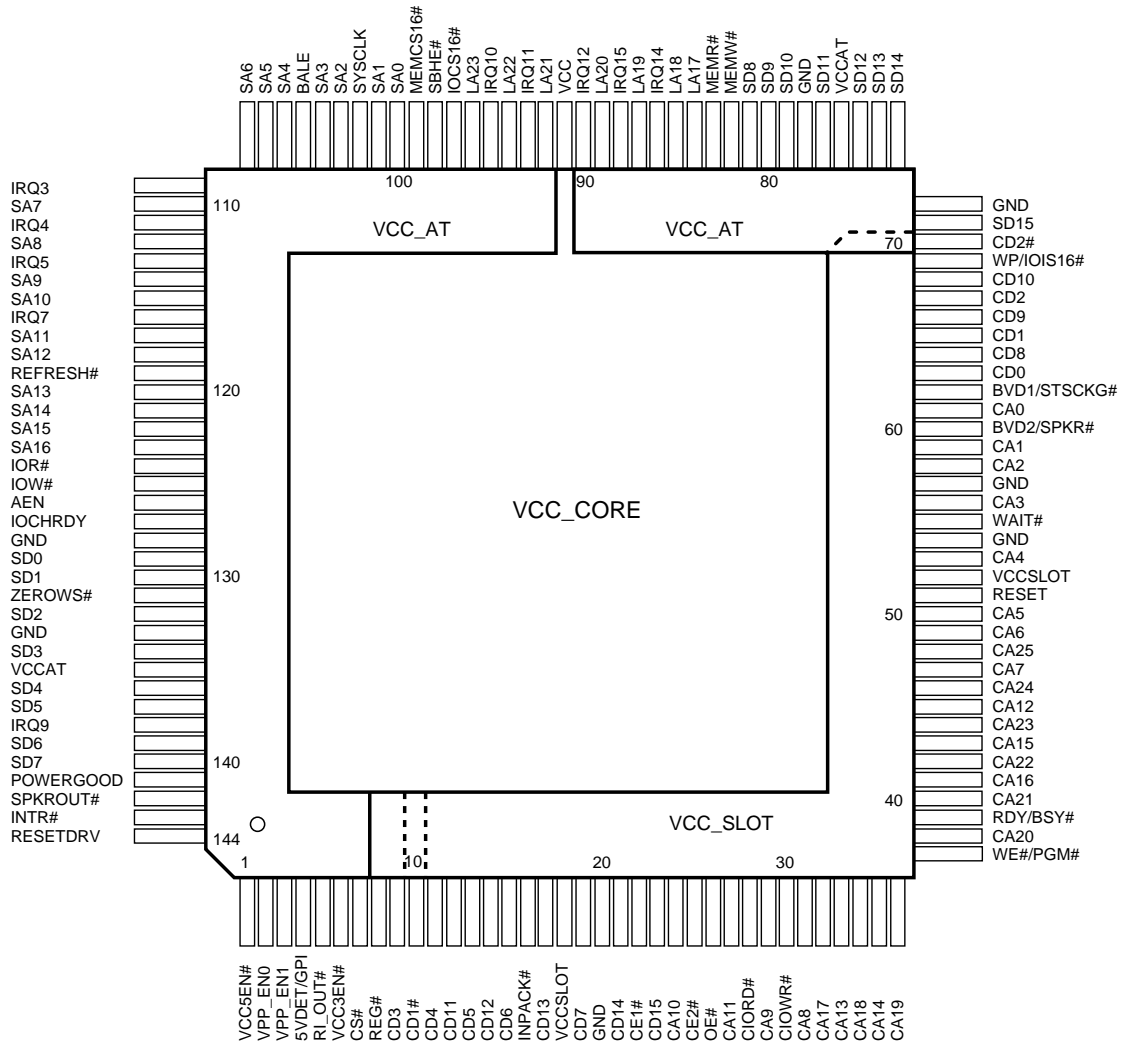 SA6
SA5
SA4
BALE
SA3
SA2
SYSCLK
SA1
SA0
MEMCS16#
SBHE#
IOCS16#
LA23
IRQ10
LA22
IRQ11
LA21
VCC
IRQ12
LA20
IRQ15
LA19
IRQ14
LA18
LA17
MEMR#
MEMW#
SD8
SD9
SD10
GND
SD11
VCCAT
SD12
SD13
SD14
IRQ3
SA7
IRQ4
SA8
IRQ5
SA9
SA10
IRQ7
SA11
SA12
REFRESH#
SA13
SA14
SA15
SA16
IOR#
IOW#
AEN
IOCHRDY
GND
SD0
SD1
ZEROWS#
SD2
GND
SD3
VCCAT
SD4
SD5
IRQ9
SD6
SD7
POWERGOOD
SPKROUT#
INTR#
RESETDRV
100
90
80
110
VCC_AT
VCC_AT
70
120
60
VCC_CORE
130
50
140
40
VCC_SLOT
144
1
10
20
30
GND
SD15
CD2#
WP/IOIS16#
CD10
CD2
CD9
CD1
CD8
CD0
BVD1/STSCKG#
CA0
BVD2/SPKR#
CA1
CA2
GND
CA3
WAIT#
GND
CA4
VCCSLOT
RESET
CA5
CA6
CA25
CA7
CA24
CA12
CA23
CA15
CA22
CA16
CA21
RDY/BSY#
CA20
WE#/PGM#
VCC5EN#
VPP_EN0
VPP_EN1
5VDET/GPI
RI_OUT#
VCC3EN#
CS#
REG#
CD3
CD1#
CD4
CD11
CD5
CD12
CD6
INPACK#
CD13
VCCSLOT
CD7
GND
CD14
CE1#
CD15
CA10
CE2#
OE#
CA11
CIORD#
CA9
CIOWR#
CA8
CA17
CA13
CA18
CA14
CA19